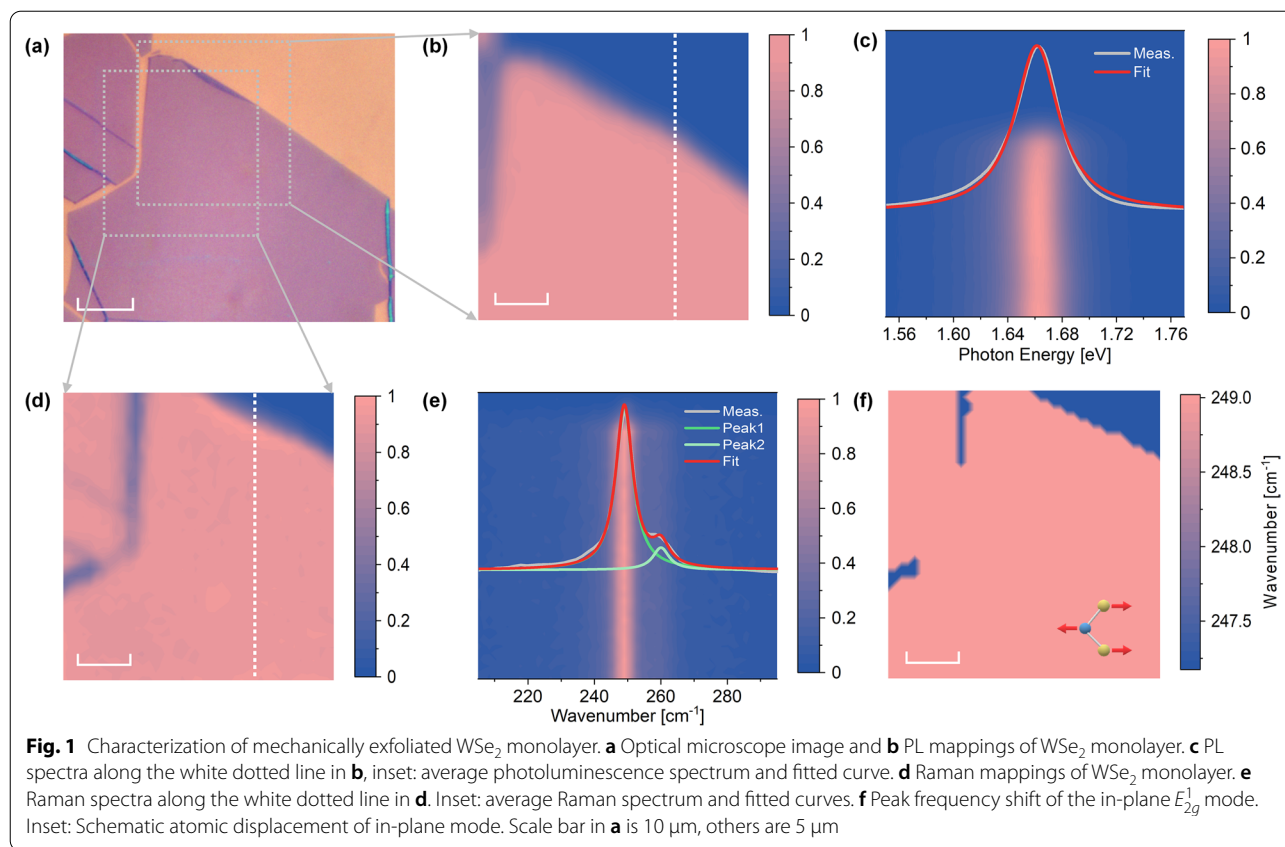 (a)
(b)
1
0.8
0.6
0.4
0.2
0
(c)
Meas.
Fit
1
0.8
0.6
0.4
0.2
0
1.56 1.60 1.64 1.68 1.72 1.76
Photon Energy [eV]
(d)
1
0.8
0.6
0.4
0.2
0
(e)
Meas.
Peak1
Peak2
Fit
1
0.8
0.6
0.4
0.2
0
220 240 260 280
Wavenumber [cm⁻¹]
(f)
249.0
248.5
248.0
247.5
Wavenumber [cm⁻¹]
Fig. 1 Characterization of mechanically exfoliated WSe₂ monolayer. a Optical microscope image and b PL mappings of WSe₂ monolayer. c PL
spectra along the white dotted line in b, inset: average photoluminescence spectrum and fitted curve. d Raman mappings of WSe₂ monolayer. e
Raman spectra along the white dotted line in d. Inset: average Raman spectrum and fitted curves. f Peak frequency shift of the in-plane E¹₂g mode.
Inset: Schematic atomic displacement of in-plane mode. Scale bar in a is 10 µm, others are 5 µm